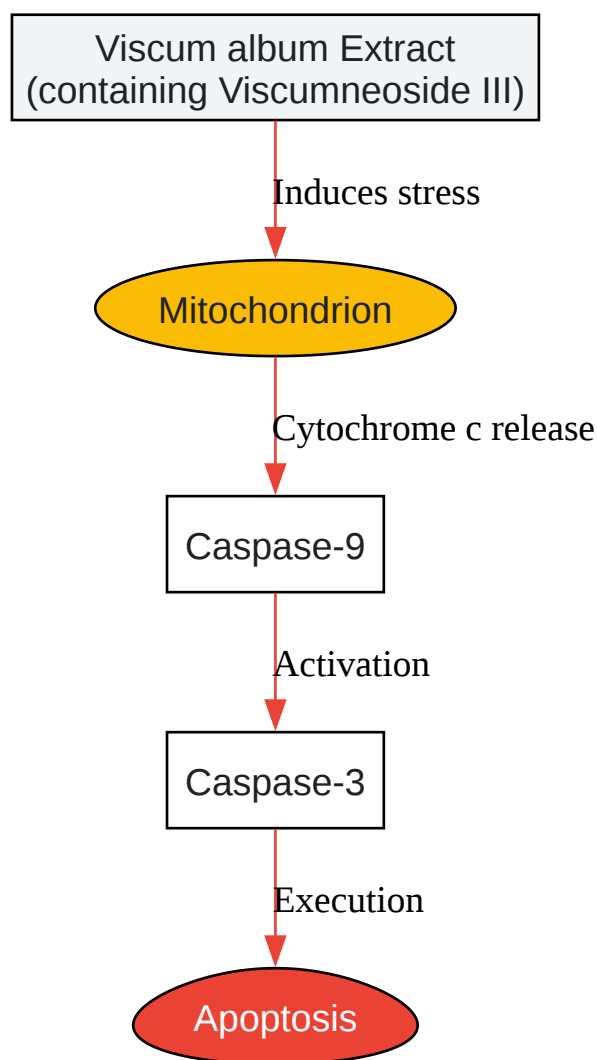 Viscum album Extract
(containing Viscumneoside III)
Induces stress
Mitochondrion
Cytochrome c release
Caspase-9
Activation
Caspase-3
Execution
Apoptosis